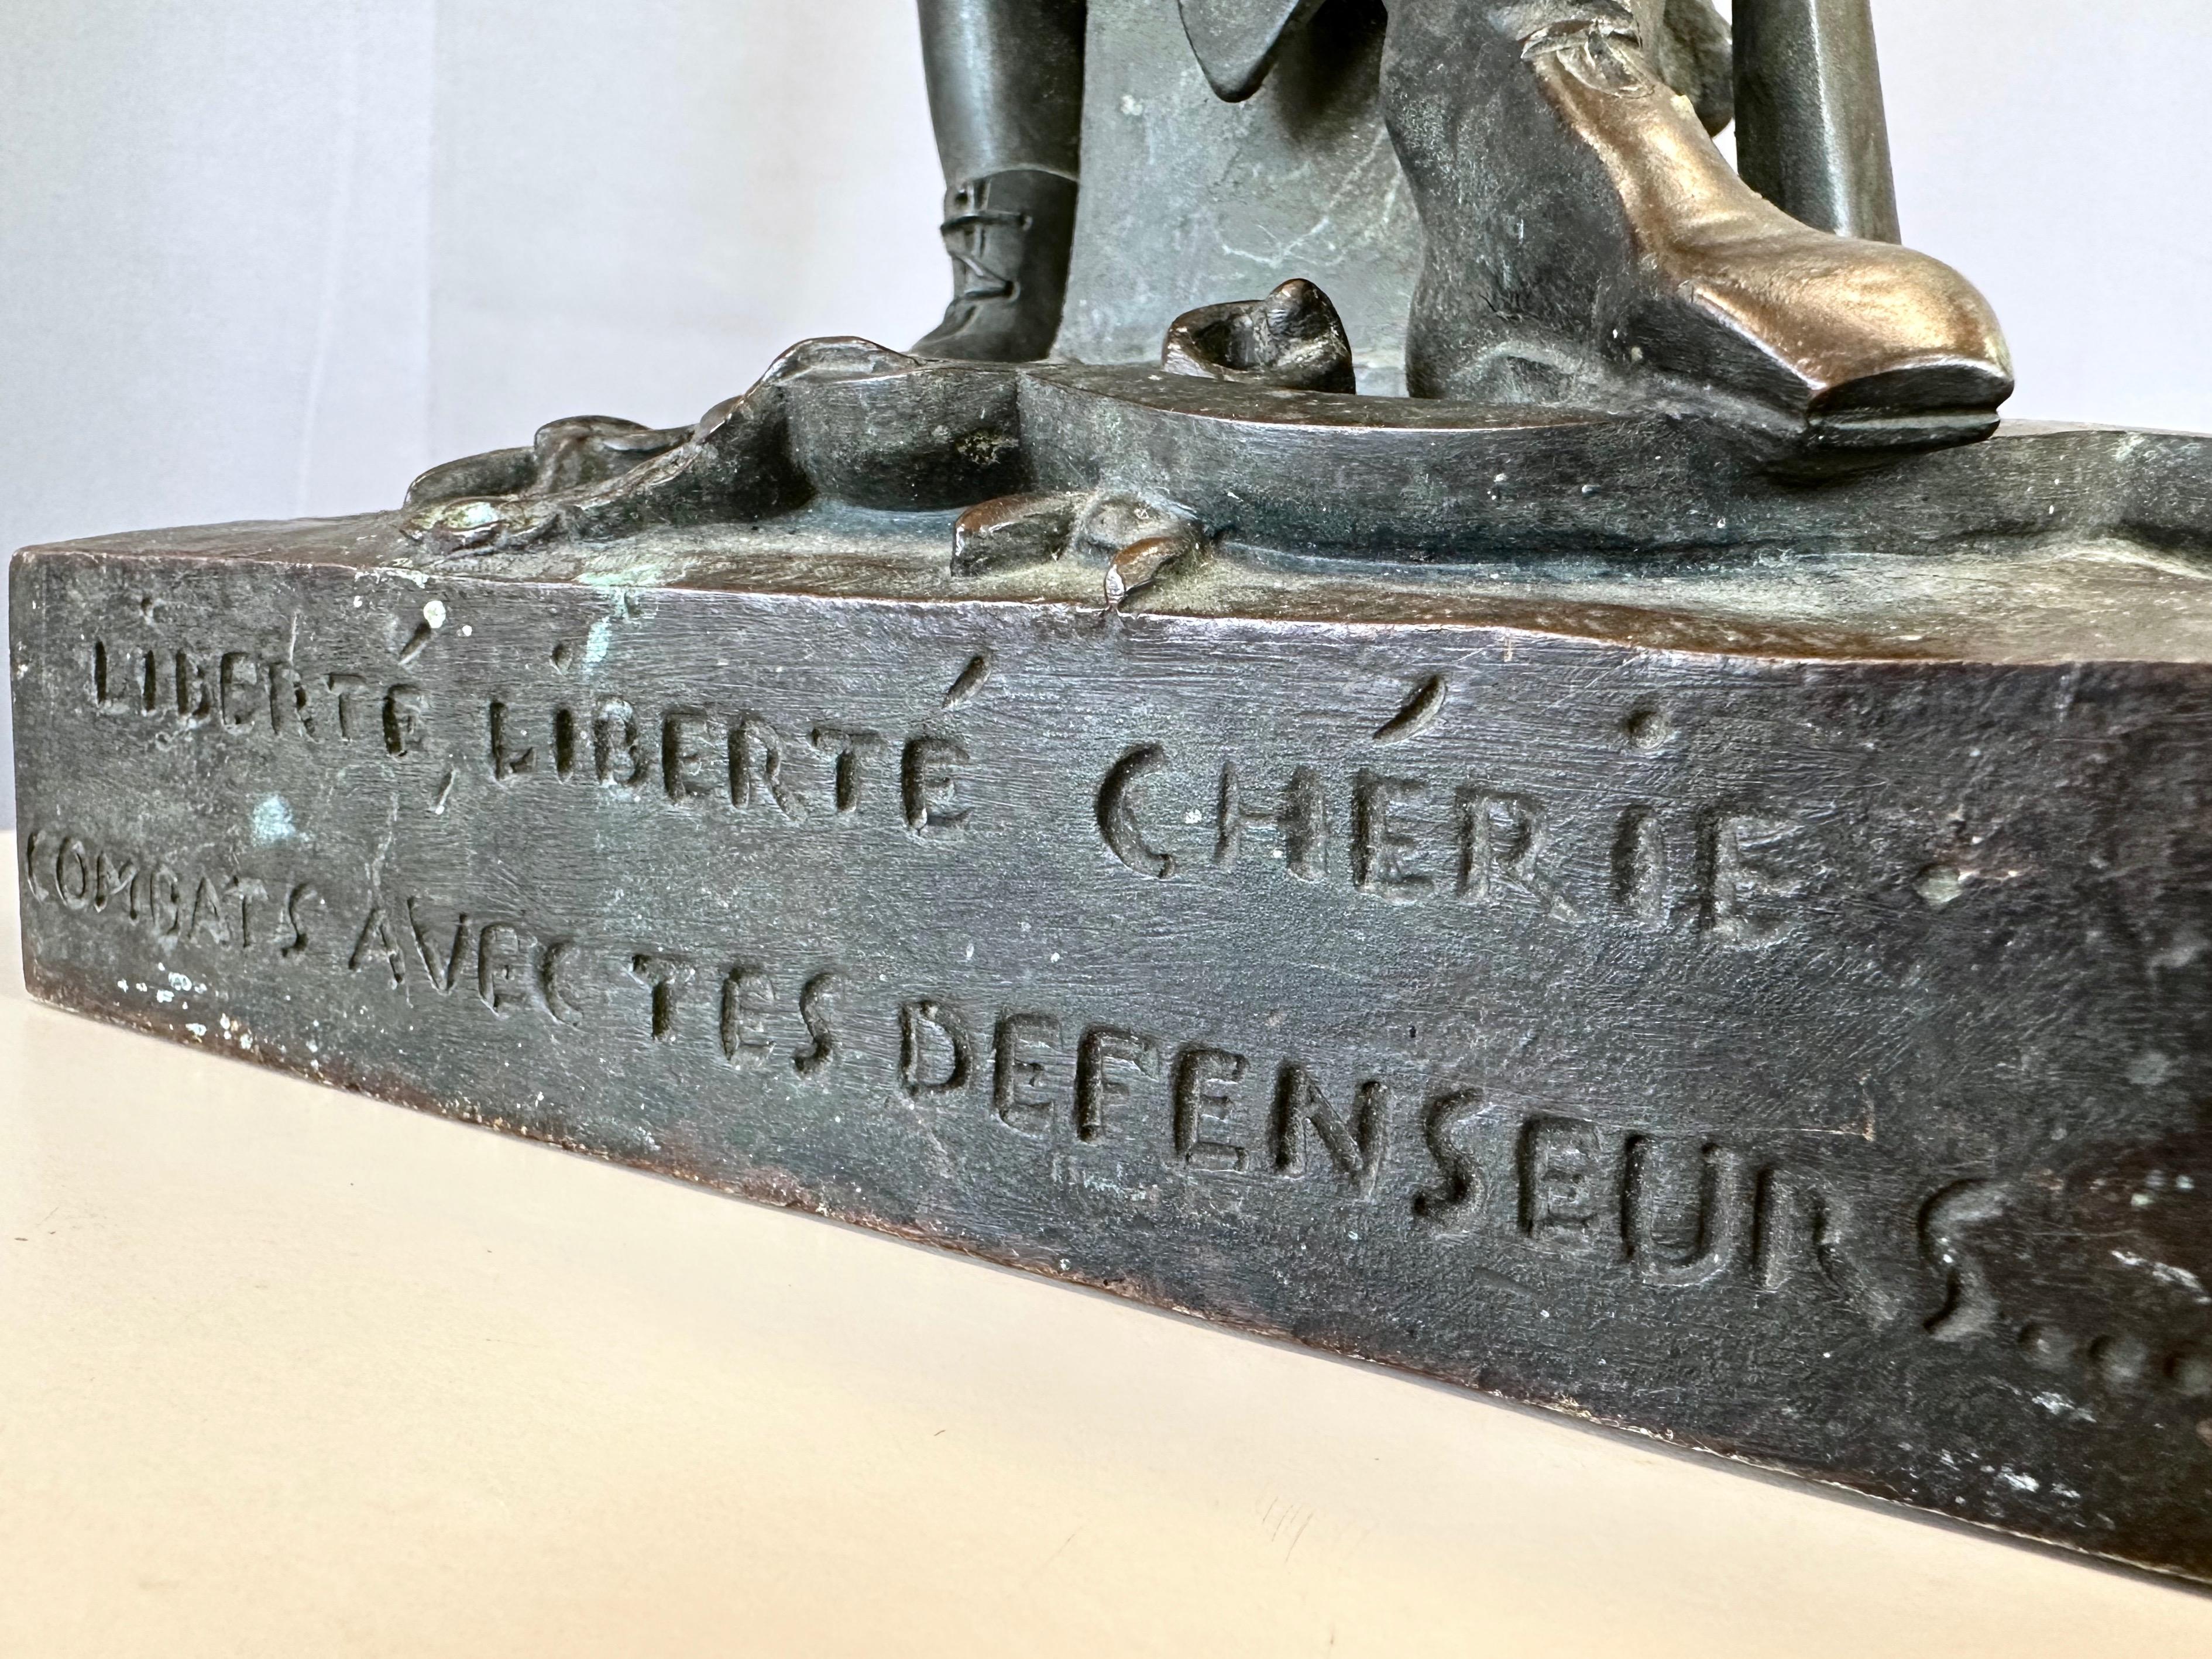 LIBERTÉ, LIBERTÉ CHÉRIE
COMBATS AVEC TES DEFENSEURS...